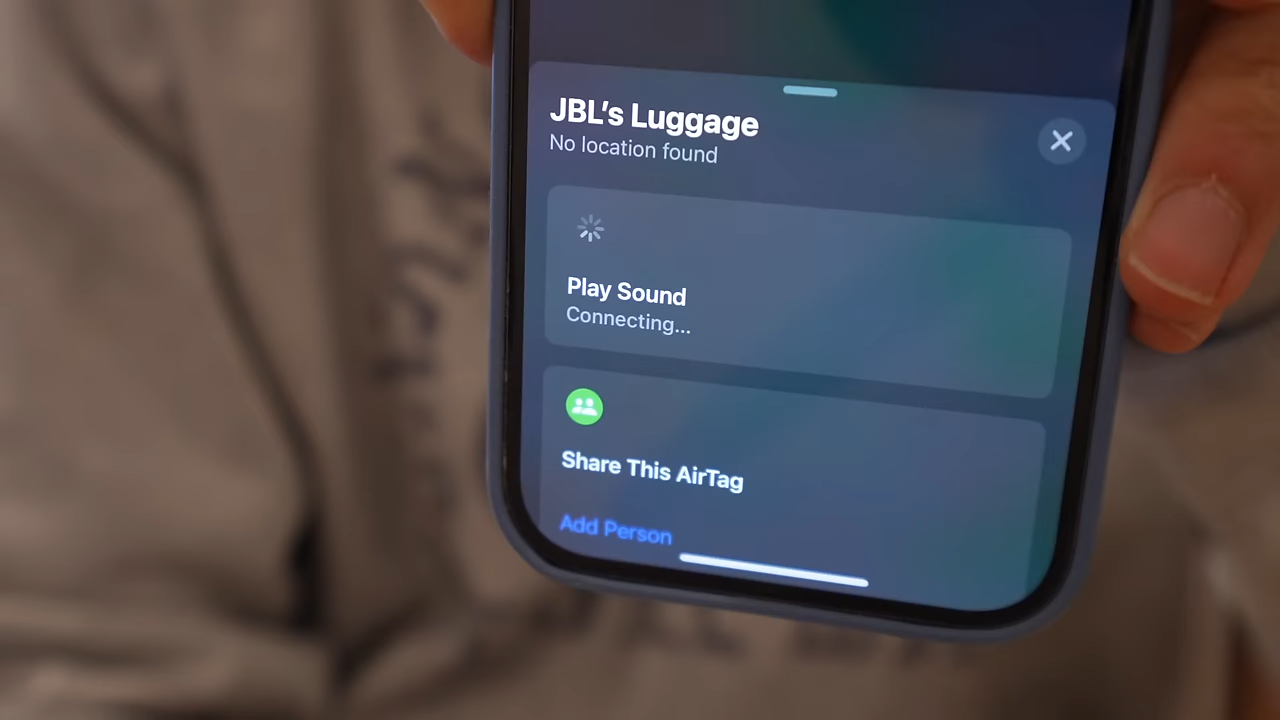 JBL’s Luggage
No location found
Play Sound
Connecting...
Share This AirTag
Add Person